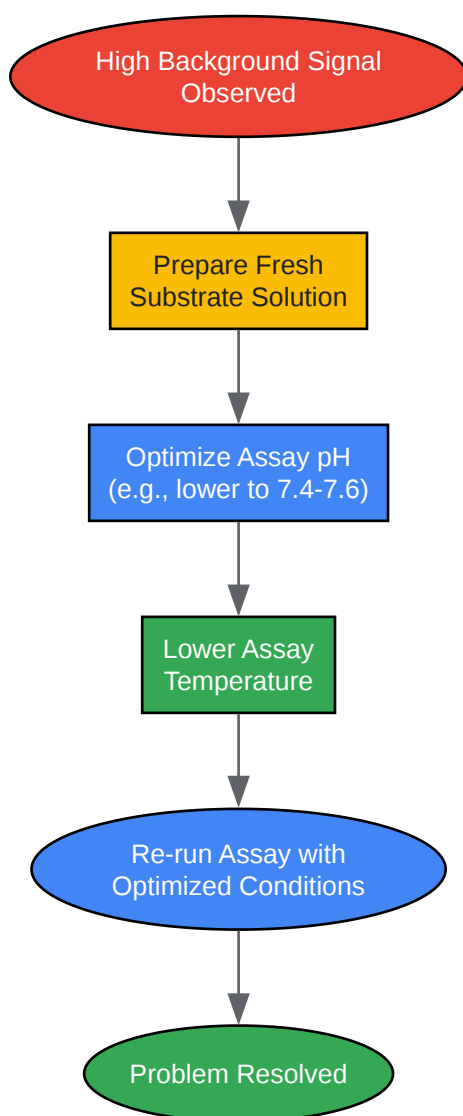 High Background Signal
Observed
Prepare Fresh
Substrate Solution
Optimize Assay pH
(e.g., lower to 7.4-7.6)
Lower Assay
Temperature
Re-run Assay with
Optimized Conditions
Problem Resolved